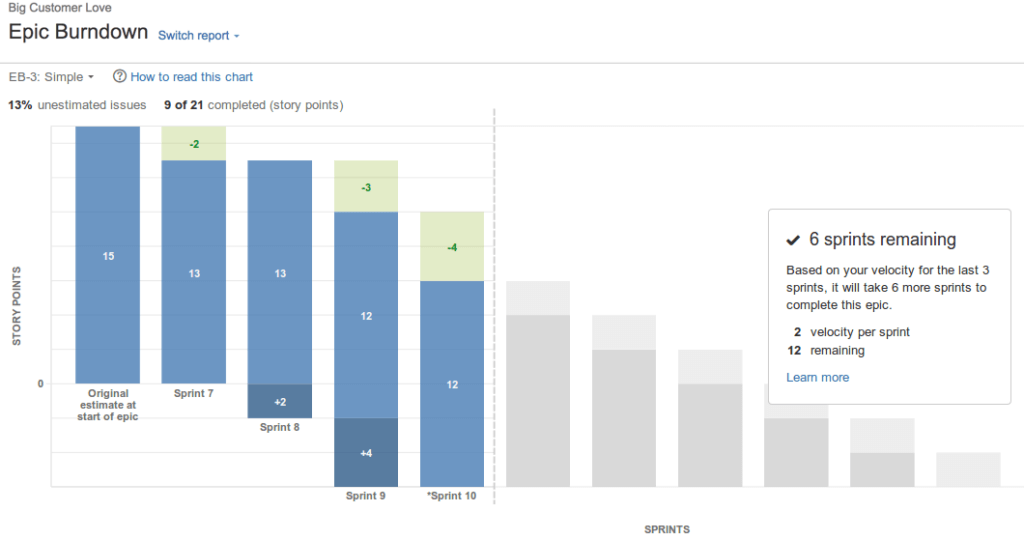 Big Customer Love
Epic Burndown Switch report
EB-3: Simple ? How to read this chart
13% unestimated issues 9 of 21 completed (story points)
-2
-3
-4
15
13
13
12
12
STORY POINTS
0
+2
+4
Original
estimate at
start of epic
Sprint 7
Sprint 8
Sprint 9
*Sprint 10
6 sprints remaining
Based on your velocity for the last 3
sprints, it will take 6 more sprints to
complete this epic.
2 velocity per sprint
12 remaining
Learn more
SPRINTS